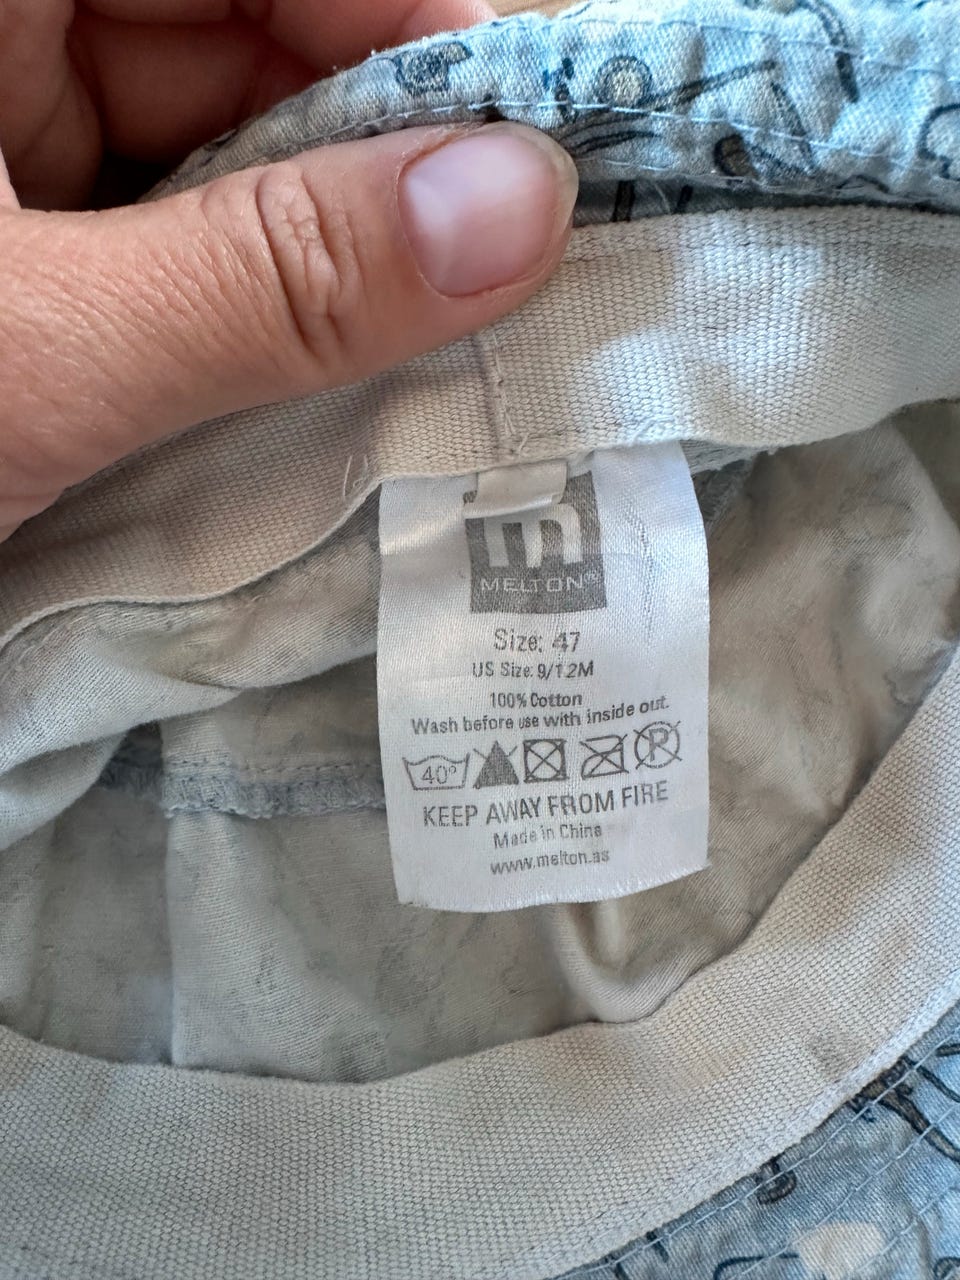 m
MELTON®
Size: 47
US Size: 9/12M
100% Cotton
Wash before use with inside out.
40°
P
KEEP AWAY FROM FIRE
Made in China
www.melton.as